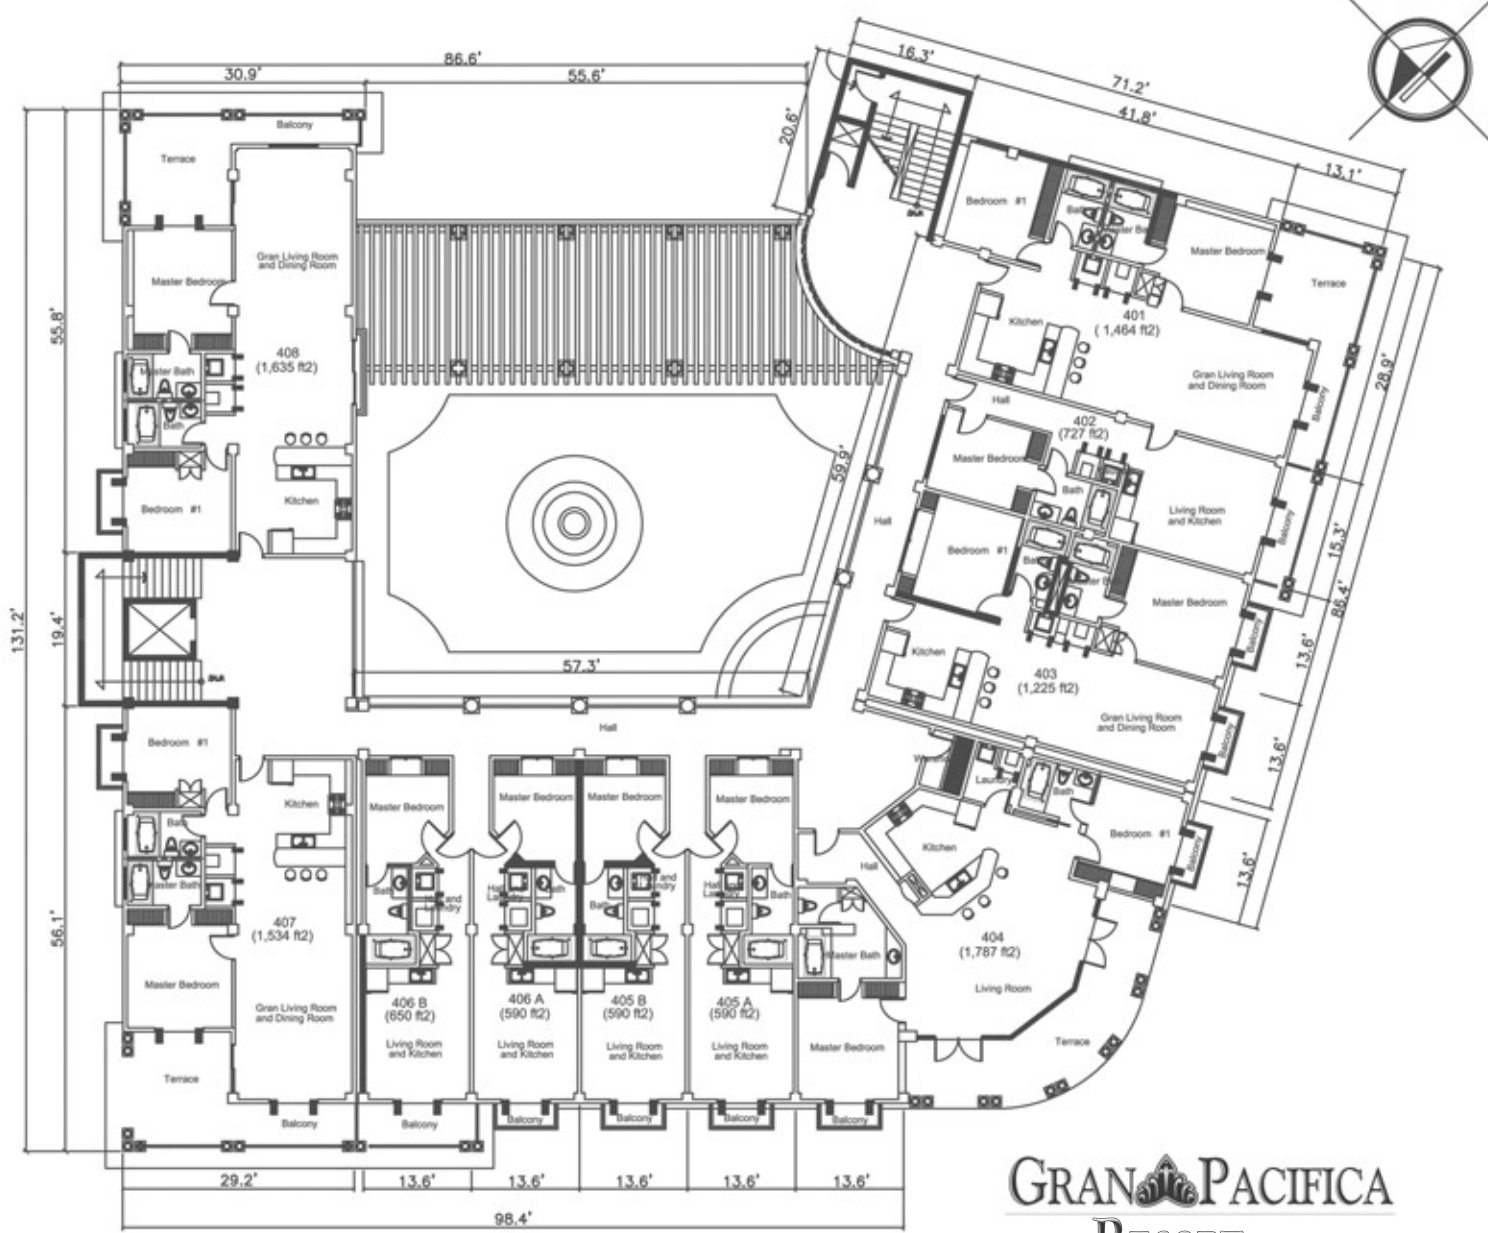 86.6'
30.9'
55.6'
16.3'
71.2'
41.8'
13.1'
20.6'
Balcony
Terrace
Bedroom #1
Master Bedroom
Terrace
Gran Living Room
and Dining Room
Master Bedroom
Kitchen
401
( 1,464 ft2)
131.2'
55.8'
408
(1,635 ft2)
Master Bath
Bath
Gran Living Room
and Dining Room
Balcony
28.9'
Hall
402
(727 ft2)
Master Bedroom
Bath
Kitchen
Bedroom #1
59.9'
Hall
Living Room
and Kitchen
Balcony
Bedroom #1
15.3'
86.4'
Master Bedroom
Balcony
13.6'
19.4'
57.3'
Kitchen
403
(1,225 ft2)
Gran Living Room
and Dining Room
Balcony
13.6'
Hall
Bedroom #1
Kitchen
Bath
Master Bath
Master Bedroom
Master Bedroom
Master Bedroom
Master Bedroom
Laundry
Bath
Bedroom #1
Balcony
13.6'
Kitchen
Hall
Bath
Bath
Bath
Bath
407
(1,534 ft2)
56.1'
404
(1,787 ft2)
Master Bath
Living Room
Master Bedroom
Gran Living Room
and Dining Room
406 B
(650 ft2)
406 A
(590 ft2)
405 B
(590 ft2)
405 A
(590 ft2)
Living Room
and Kitchen
Living Room
and Kitchen
Living Room
and Kitchen
Living Room
and Kitchen
Master Bedroom
Terrace
Terrace
Balcony
Balcony
Balcony
Balcony
Balcony
Balcony
29.2'
13.6'
13.6'
13.6'
13.6'
13.6'
98.4'
GRAN PACIFICA